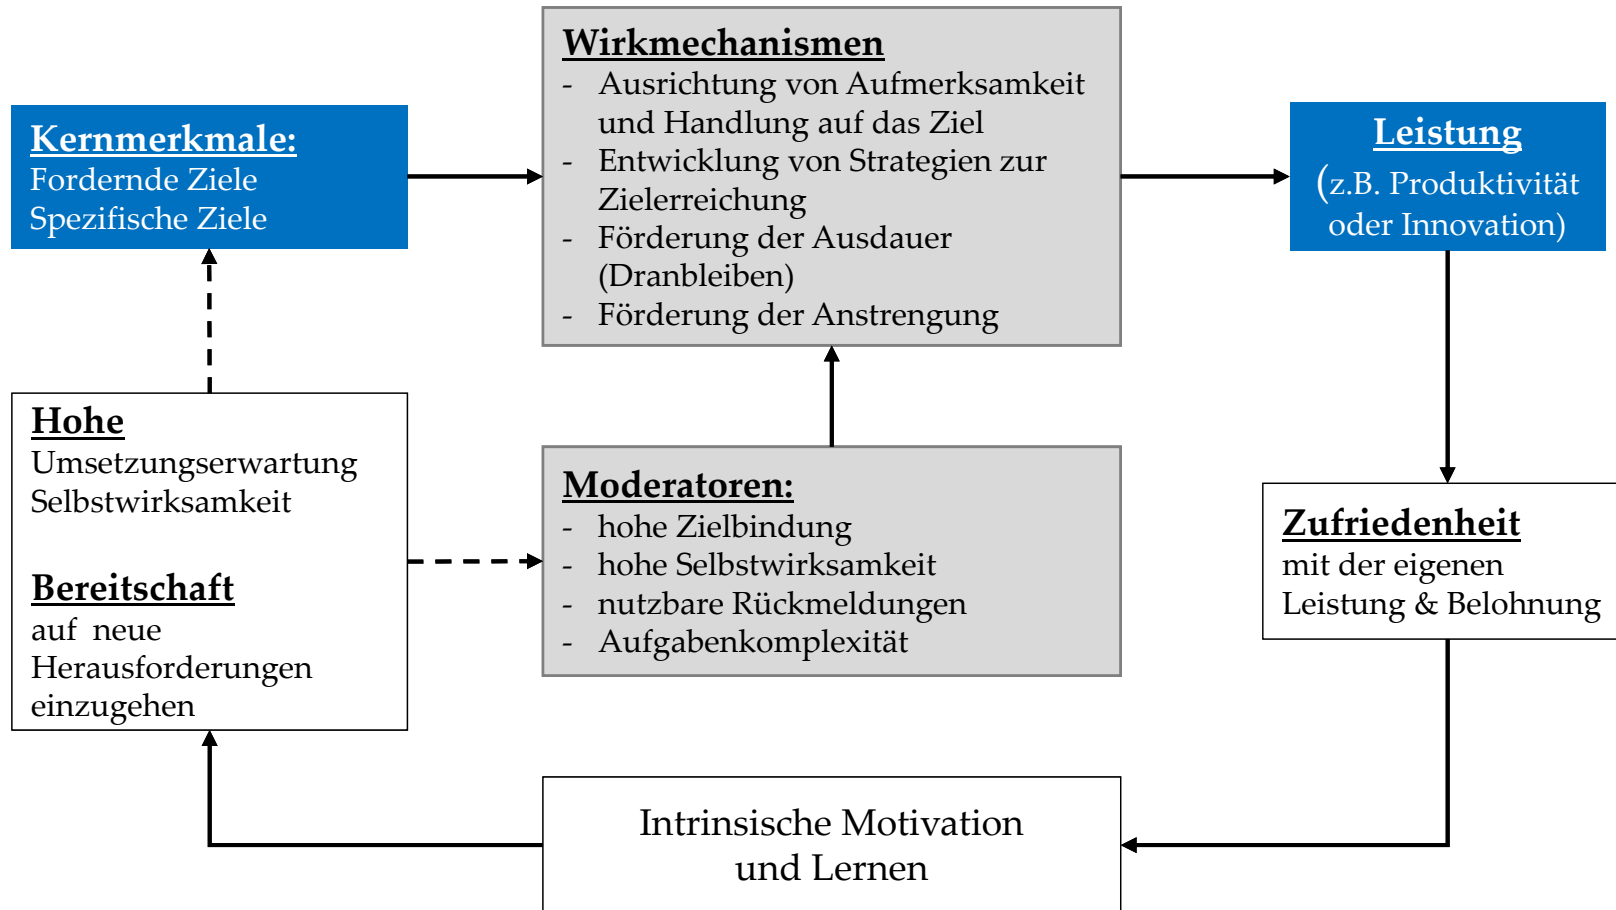 Wirkmechanismen
- Ausrichtung von Aufmerksamkeit
und Handlung auf das Ziel
- Entwicklung von Strategien zur
Zielerreichung
- Förderung der Ausdauer
(Dranbleiben)
- Förderung der Anstrengung
Kernmerkmale:
Fordernde Ziele
Spezifische Ziele
Leistung
(z.B. Produktivität
oder Innovation)
Hohe
Umsetzungserwartung
Selbstwirksamkeit
Bereitschaft
auf neue
Herausforderungen
einzugehen
Moderatoren:
- hohe Zielbindung
- hohe Selbstwirksamkeit
- nutzbare Rückmeldungen
- Aufgabenkomplexität
Zufriedenheit
mit der eigenen
Leistung & Belohnung
Intrinsische Motivation
und Lernen